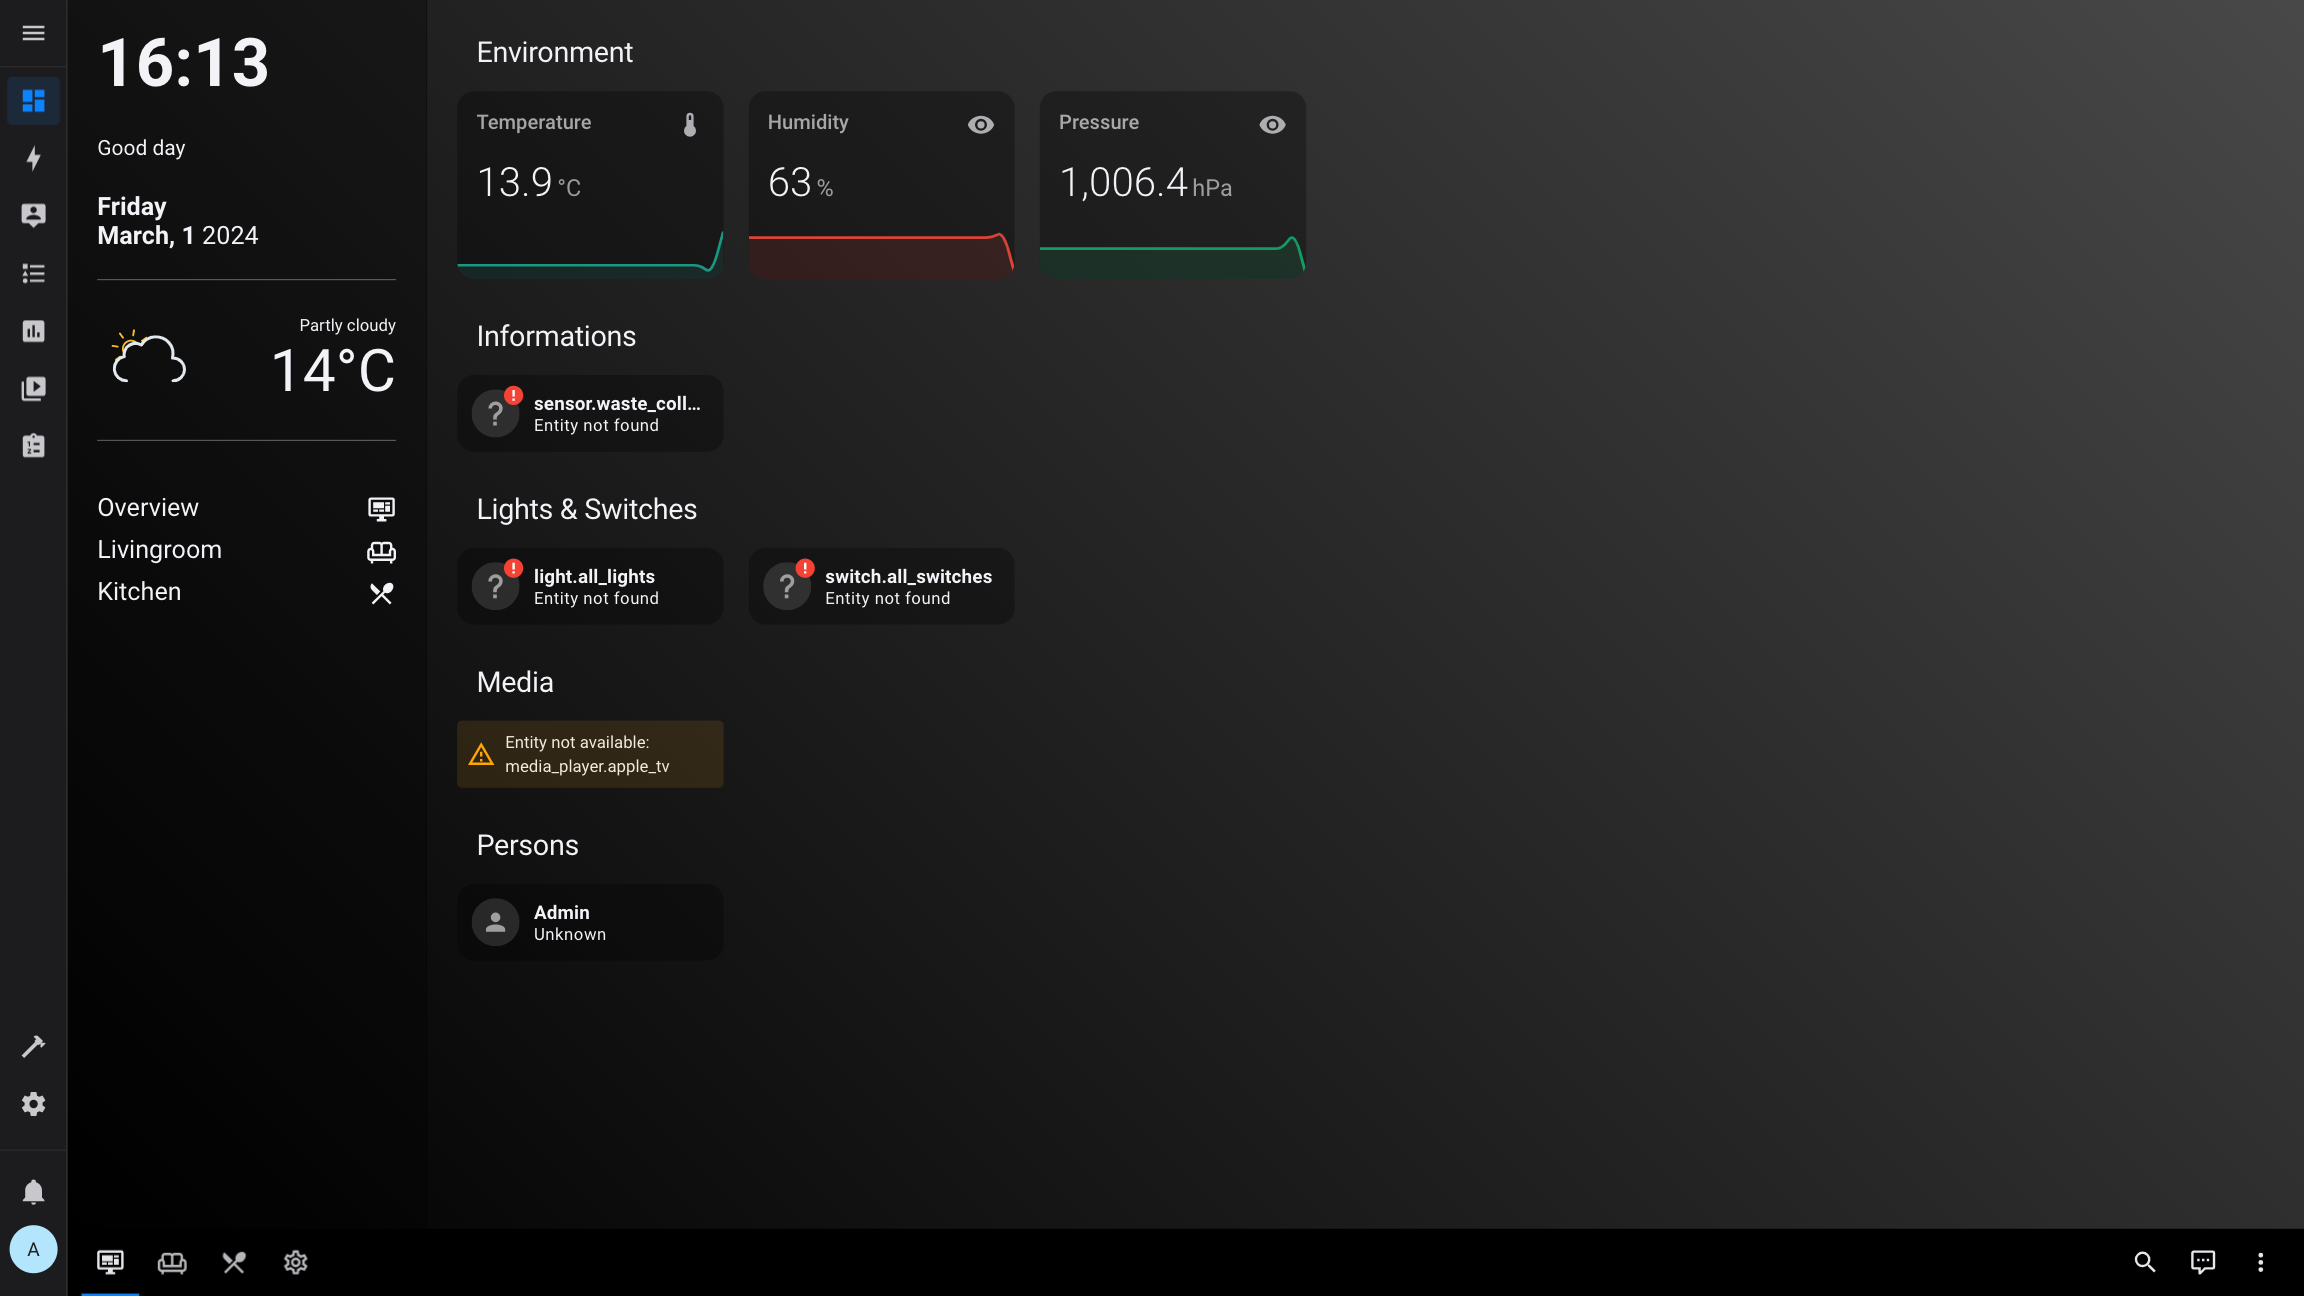 16:13
Good day
Friday
March, 1 2024
Partly cloudy
14°C
Overview
Livingroom
Kitchen
Environment
Temperature
13.9 °C
Humidity
63 %
Pressure
1,006.4 hPa
Informations
sensor.waste_coll...
Entity not found
Lights & Switches
light.all_lights
Entity not found
switch.all_switches
Entity not found
Media
Entity not available:
media_player.apple_tv
Persons
Admin
Unknown
A